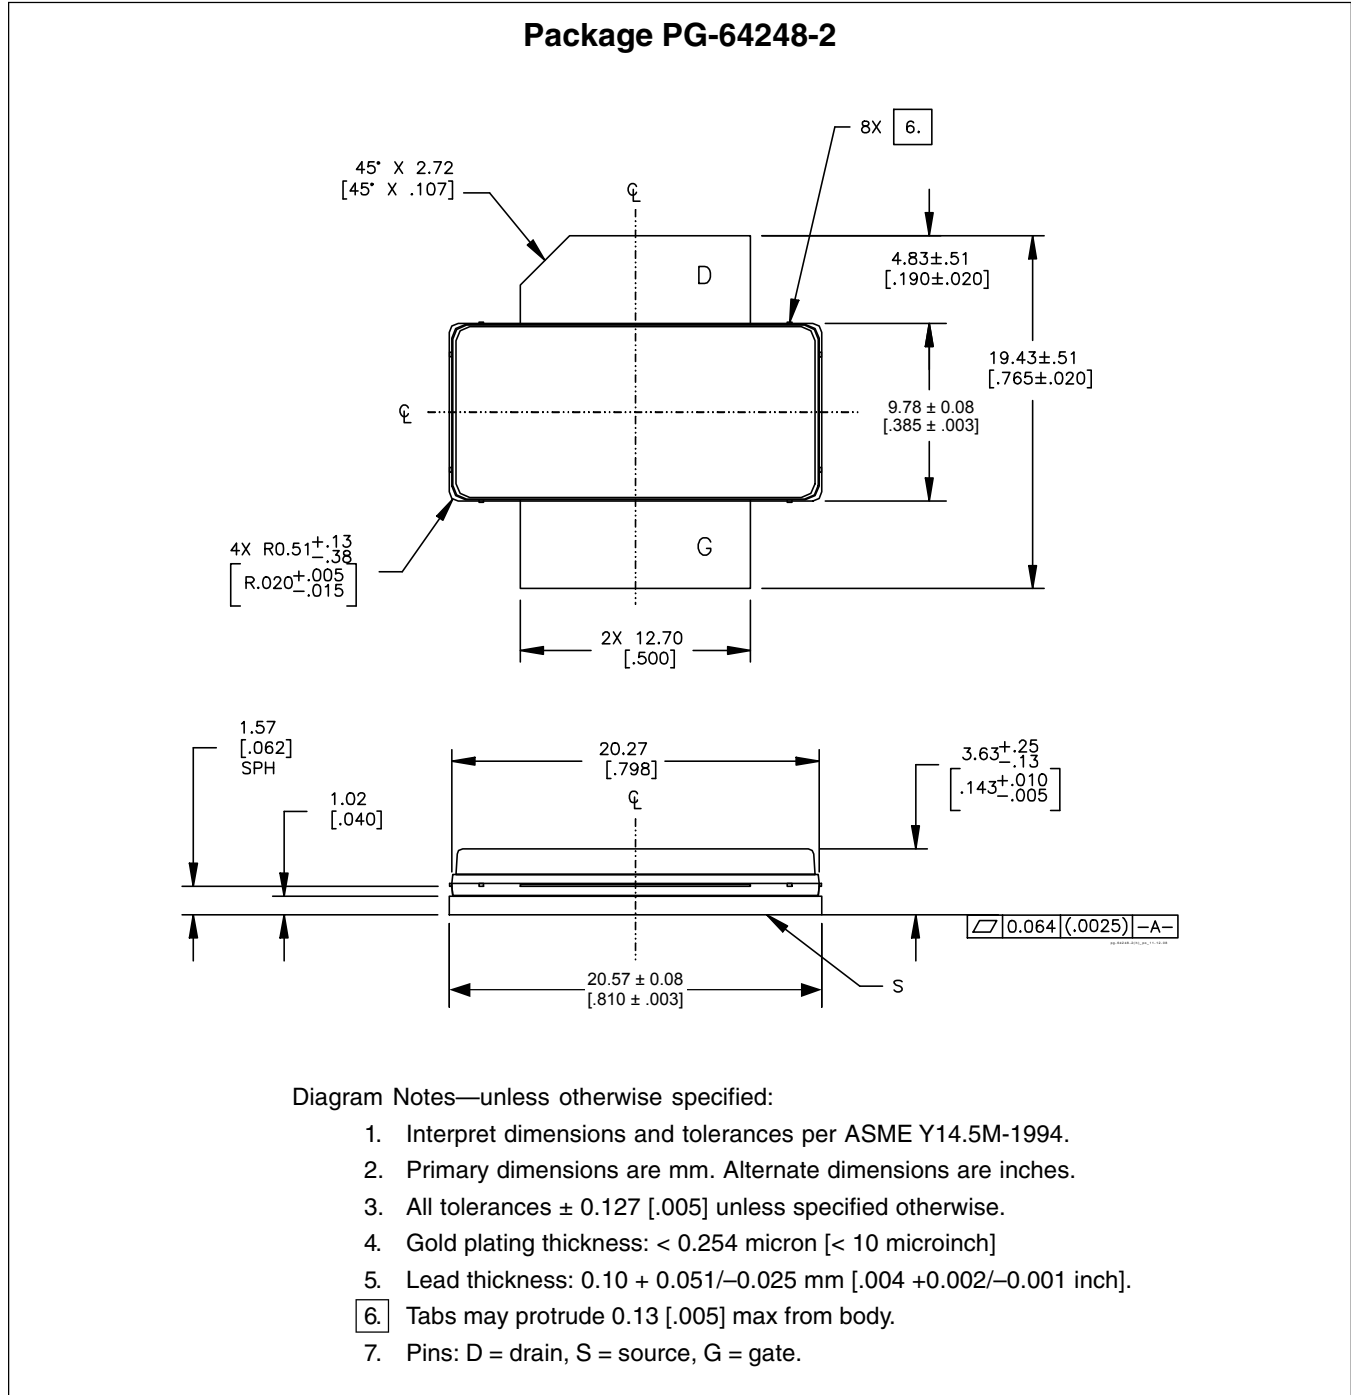 Package PG-64248-2
8X 6.
45° X 2.72
[45° X .107]
℄
D
4.83±.51
[.190±.020]
19.43±.51
[.765±.020]
℄
9.78 ± 0.08
[.385 ± .003]
4X R0.51+.13
−.38
R.020+.005
−.015
G
2X 12.70
[.500]
1.57
[.062]
SPH
1.02
[.040]
20.27
[.798]
℄
3.63+.25
−.13
.143+.010
−.005
0.064 (.0025) −A−
20.57 ± 0.08
[.810 ± .003]
S
Diagram Notes—unless otherwise specified:
1. Interpret dimensions and tolerances per ASME Y14.5M-1994.
2. Primary dimensions are mm. Alternate dimensions are inches.
3. All tolerances ± 0.127 [.005] unless specified otherwise.
4. Gold plating thickness: < 0.254 micron [< 10 microinch]
5. Lead thickness: 0.10 + 0.051/–0.025 mm [.004 +0.002/–0.001 inch].
6. Tabs may protrude 0.13 [.005] max from body.
7. Pins: D = drain, S = source, G = gate.